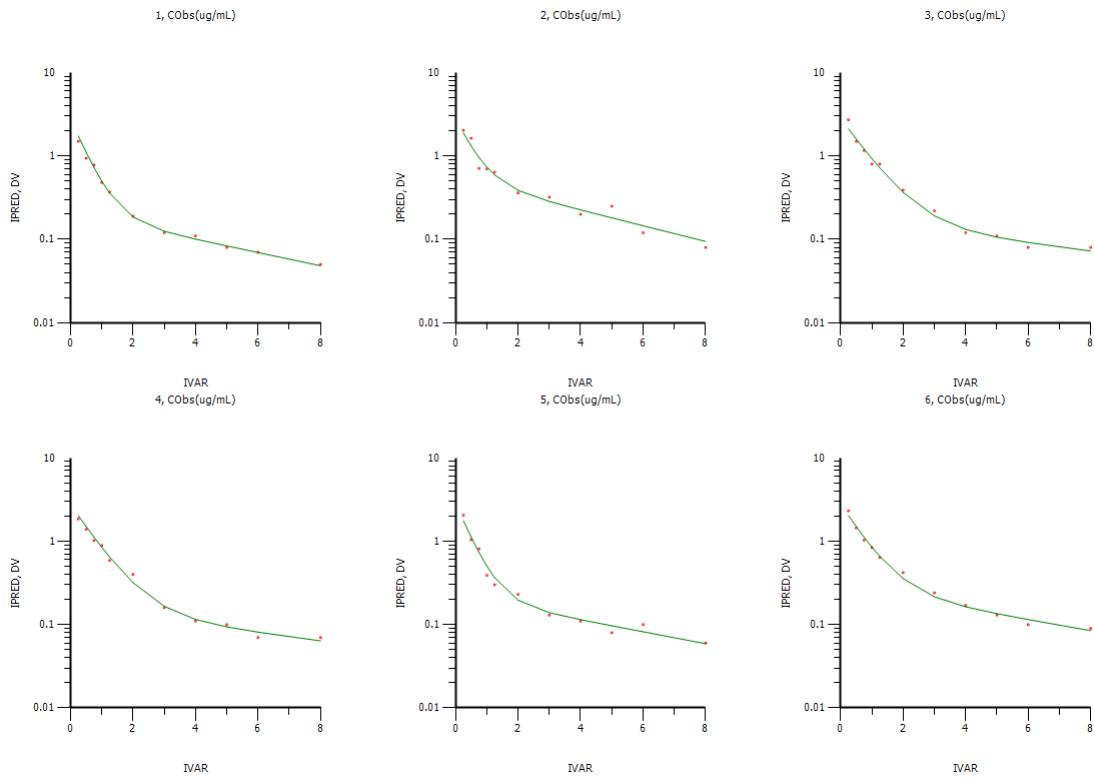 1, CObs(ug/mL)
2, CObs(ug/mL)
3, CObs(ug/mL)
10
1
0.1
0.01
IPRED, DV
0 2 4 6 8
IVAR
10
1
0.1
0.01
IPRED, DV
0 2 4 6 8
IVAR
10
1
0.1
0.01
IPRED, DV
0 2 4 6 8
IVAR
4, CObs(ug/mL)
5, CObs(ug/mL)
6, CObs(ug/mL)
10
1
0.1
0.01
IPRED, DV
0 2 4 6 8
IVAR
10
1
0.1
0.01
IPRED, DV
0 2 4 6 8
IVAR
10
1
0.1
0.01
IPRED, DV
0 2 4 6 8
IVAR